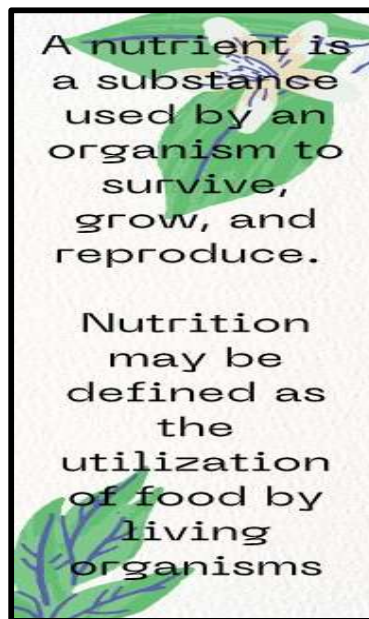 A nutrient is
a substance
used by an
organism to
survive,
grow, and
reproduce.
Nutrition
may be
defined as
the
utilization
of food by
living
organisms